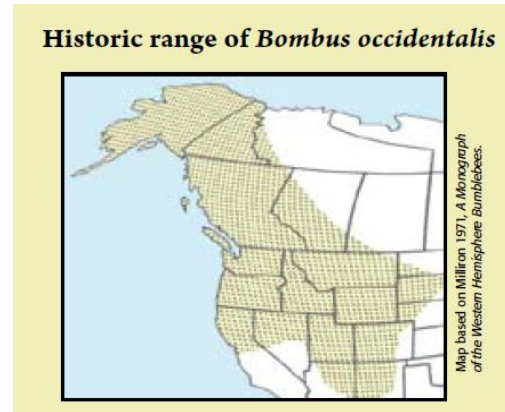 Historic range of Bombus occidentalis
Map based on Milliron 1971, A Monograph
of the Western Hemisphere Bumblebees.